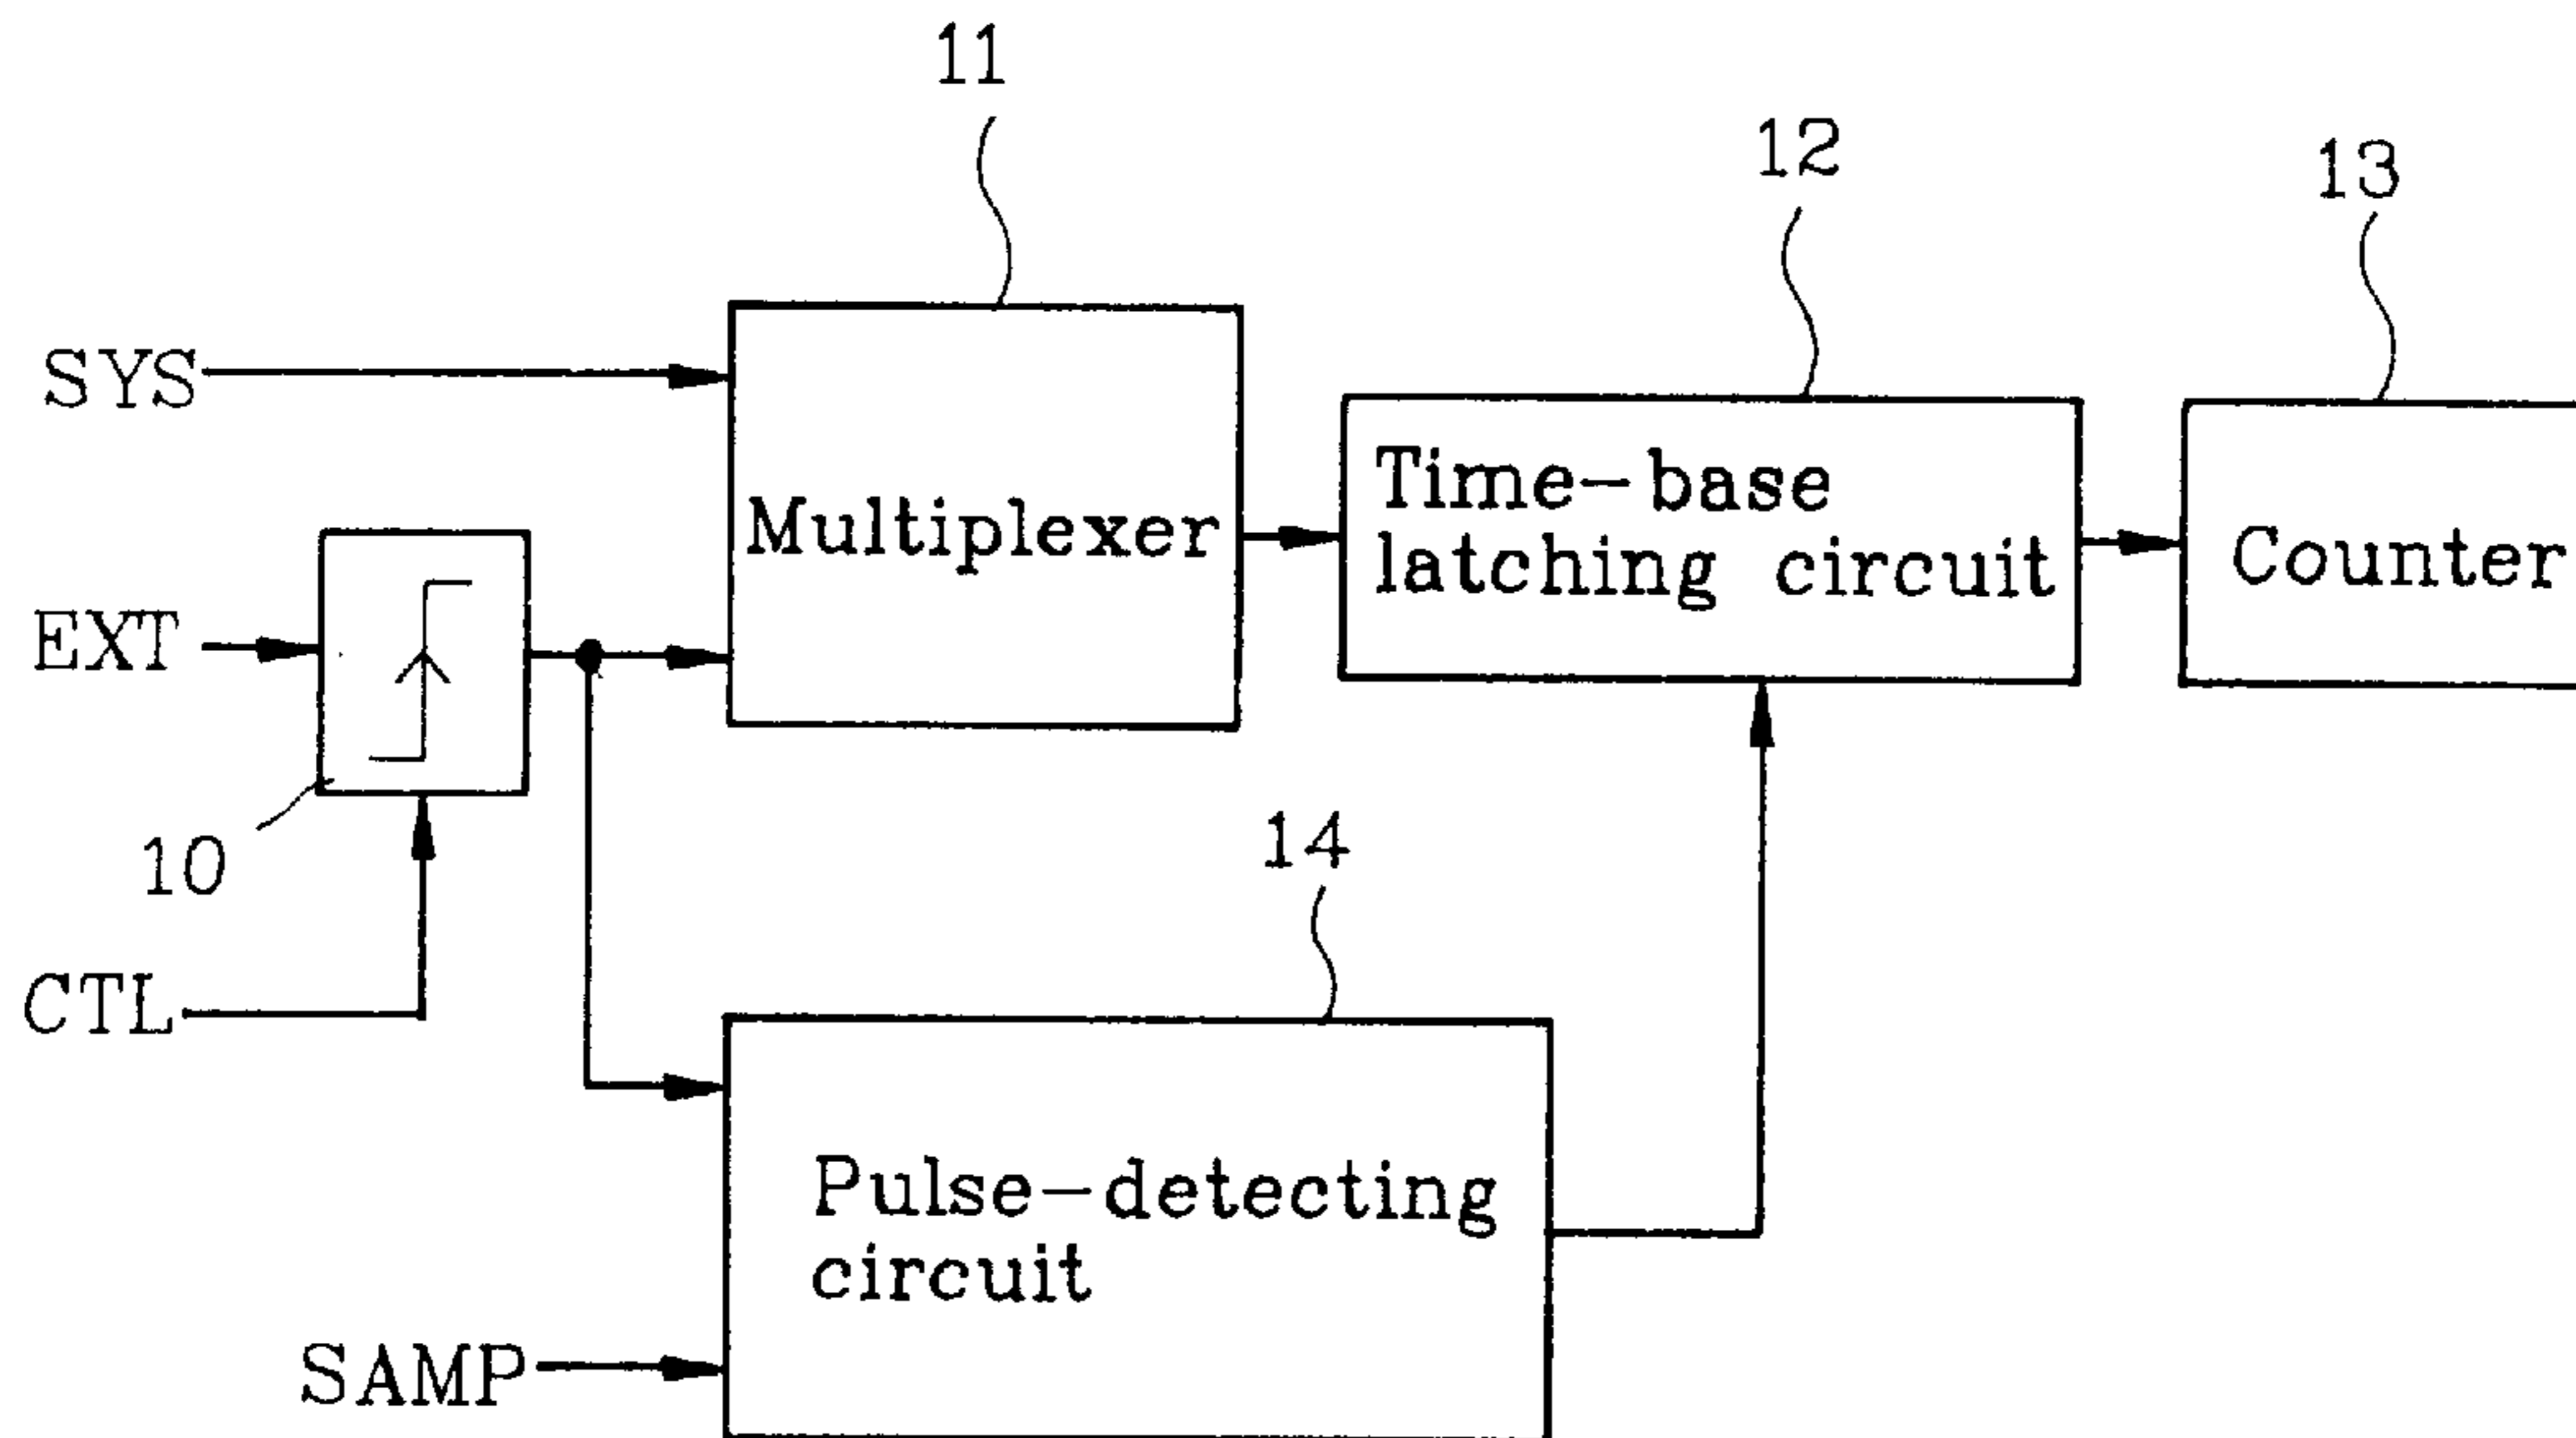 11
12
13
SYS
Multiplexer
Time-base
latching circuit
Counter
EXT
10
14
CTL
Pulse-detecting
circuit
SAMP